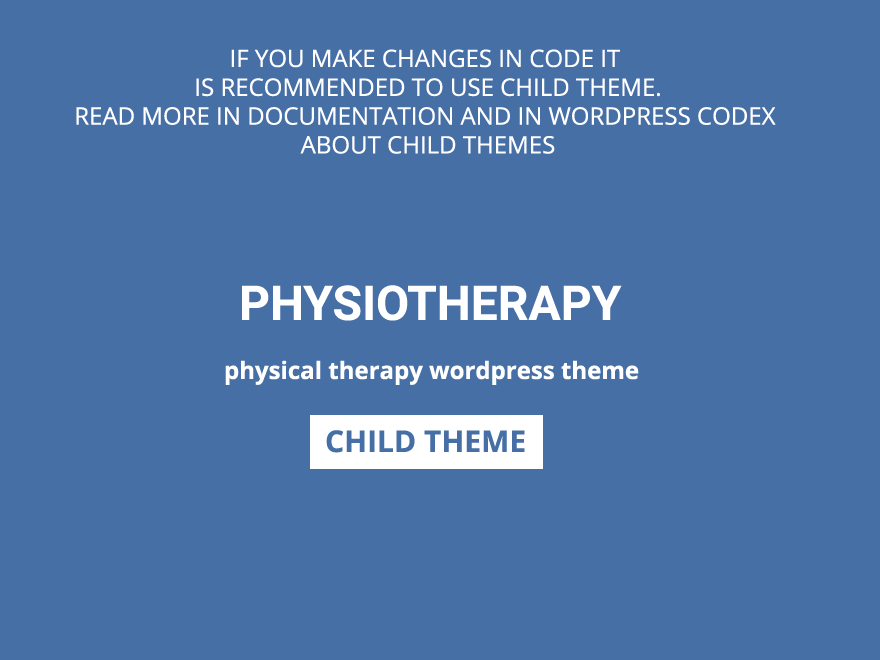 IF YOU MAKE CHANGES IN CODE IT
IS RECOMMENDED TO USE CHILD THEME.
READ MORE IN DOCUMENTATION AND IN WORDPRESS CODEX
ABOUT CHILD THEMES
PHYSIOTHERAPY
physical therapy wordpress theme
CHILD THEME